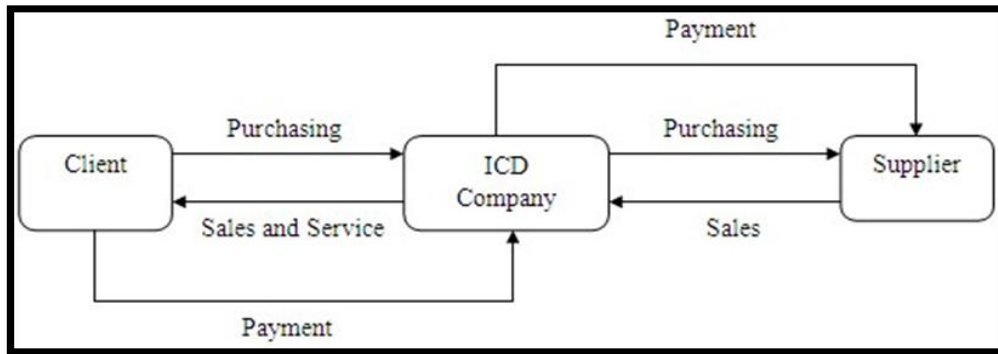 Payment
Purchasing
Purchasing
Client
ICD
Company
Supplier
Sales and Service
Sales
Payment